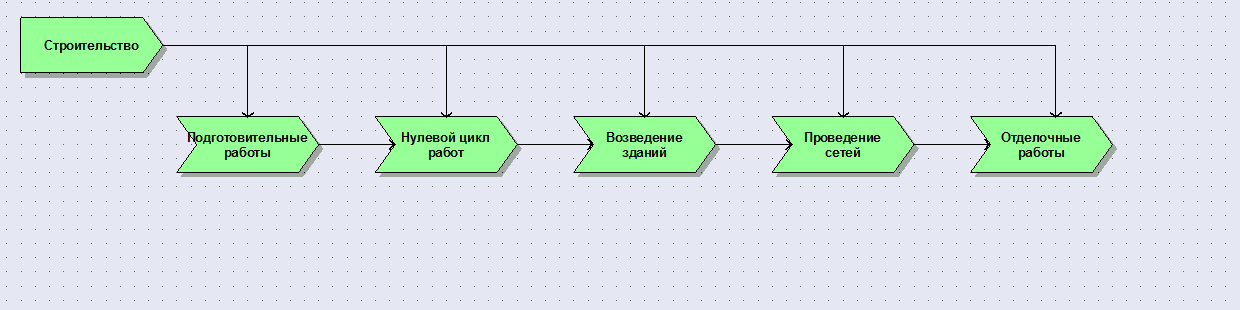 Строительство
Подготовительные
работы
Нулевой цикл
работ
Возведение
зданий
Проведение
сетей
Отделочные
работы